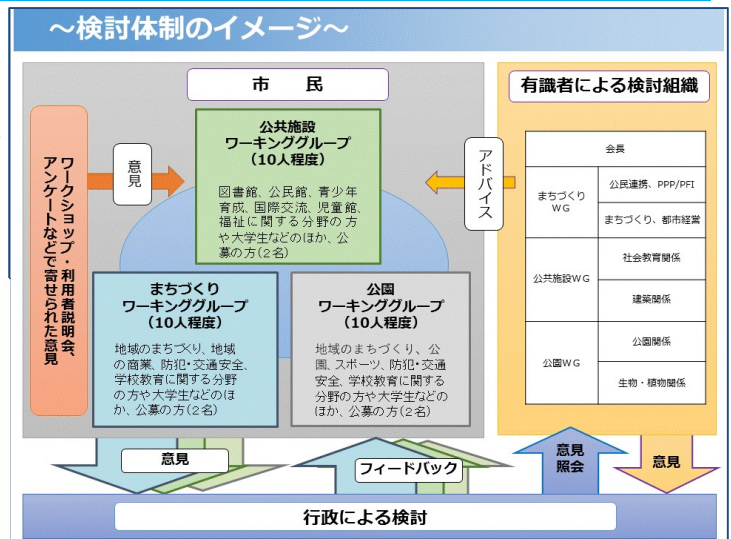 ～検討体制のイメージ～
市　民
有識者による検討組織
公共施設
ワーキンググループ
（10人程度）
図書館、公民館、青少年
育成、国際交流、児童館、
福祉に関する分野の方
や大学生などのほか、公
募の方（2名）
意見
ワークショップ・利用者説明会、
アンケートなどで寄せられた意見
アドバイス
会長
まちづくり
WG
公民連携、PPP/PFI
まちづくり、都市経営
公共施設WG
社会教育関係
建築関係
公園WG
公園関係
生物・植物関係
まちづくり
ワーキンググループ
（10人程度）
地域のまちづくり、地域
の商業、防犯・交通安全、
学校教育に関する分野
の方や大学生などのほ
か、公募の方（2名）
公園
ワーキンググループ
（10人程度）
地域のまちづくり、公
園、スポーツ、防犯・交通
安全、学校教育に関する
分野の方や大学生などの
ほか、公募の方（2名）
意見
フィードバック
意見
照会
意見
行政による検討